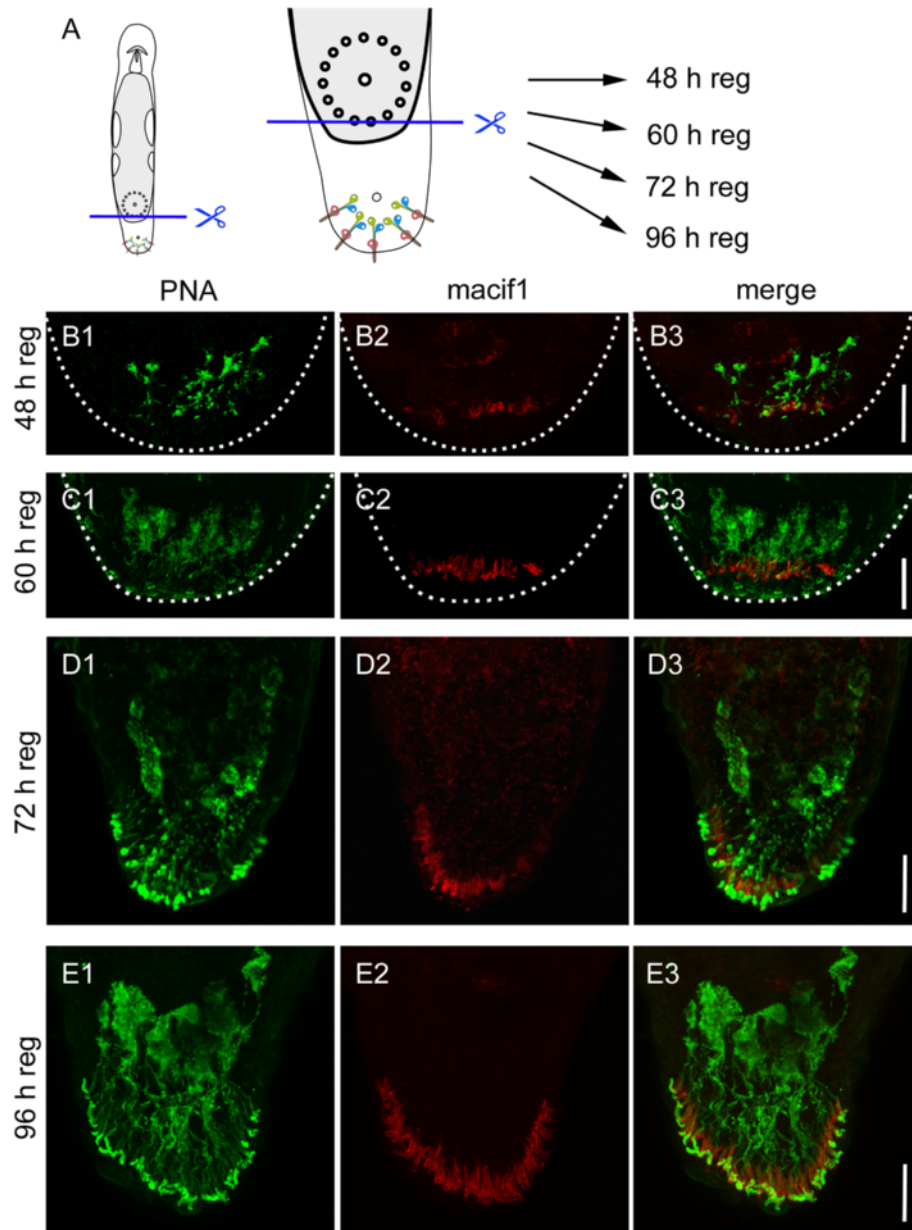 A
48 h reg
60 h reg
72 h reg
96 h reg
PNA macif1 merge
48 h reg
B1 B2 B3
60 h reg
C1 C2 C3
72 h reg
D1 D2 D3
96 h reg
E1 E2 E3